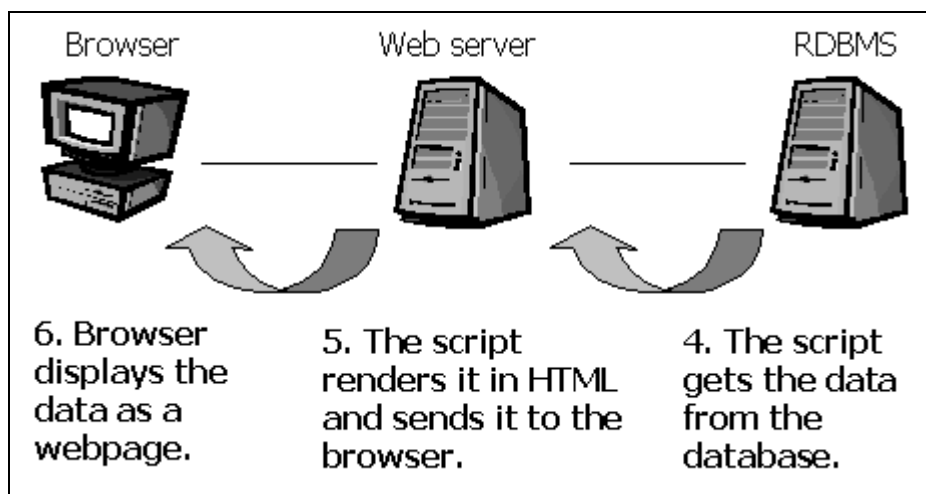 Browser
Web server
RDBMS
6. Browser
displays the
data as a
webpage.
5. The script
renders it in HTML
and sends it to the
browser.
4. The script
gets the data
from the
database.